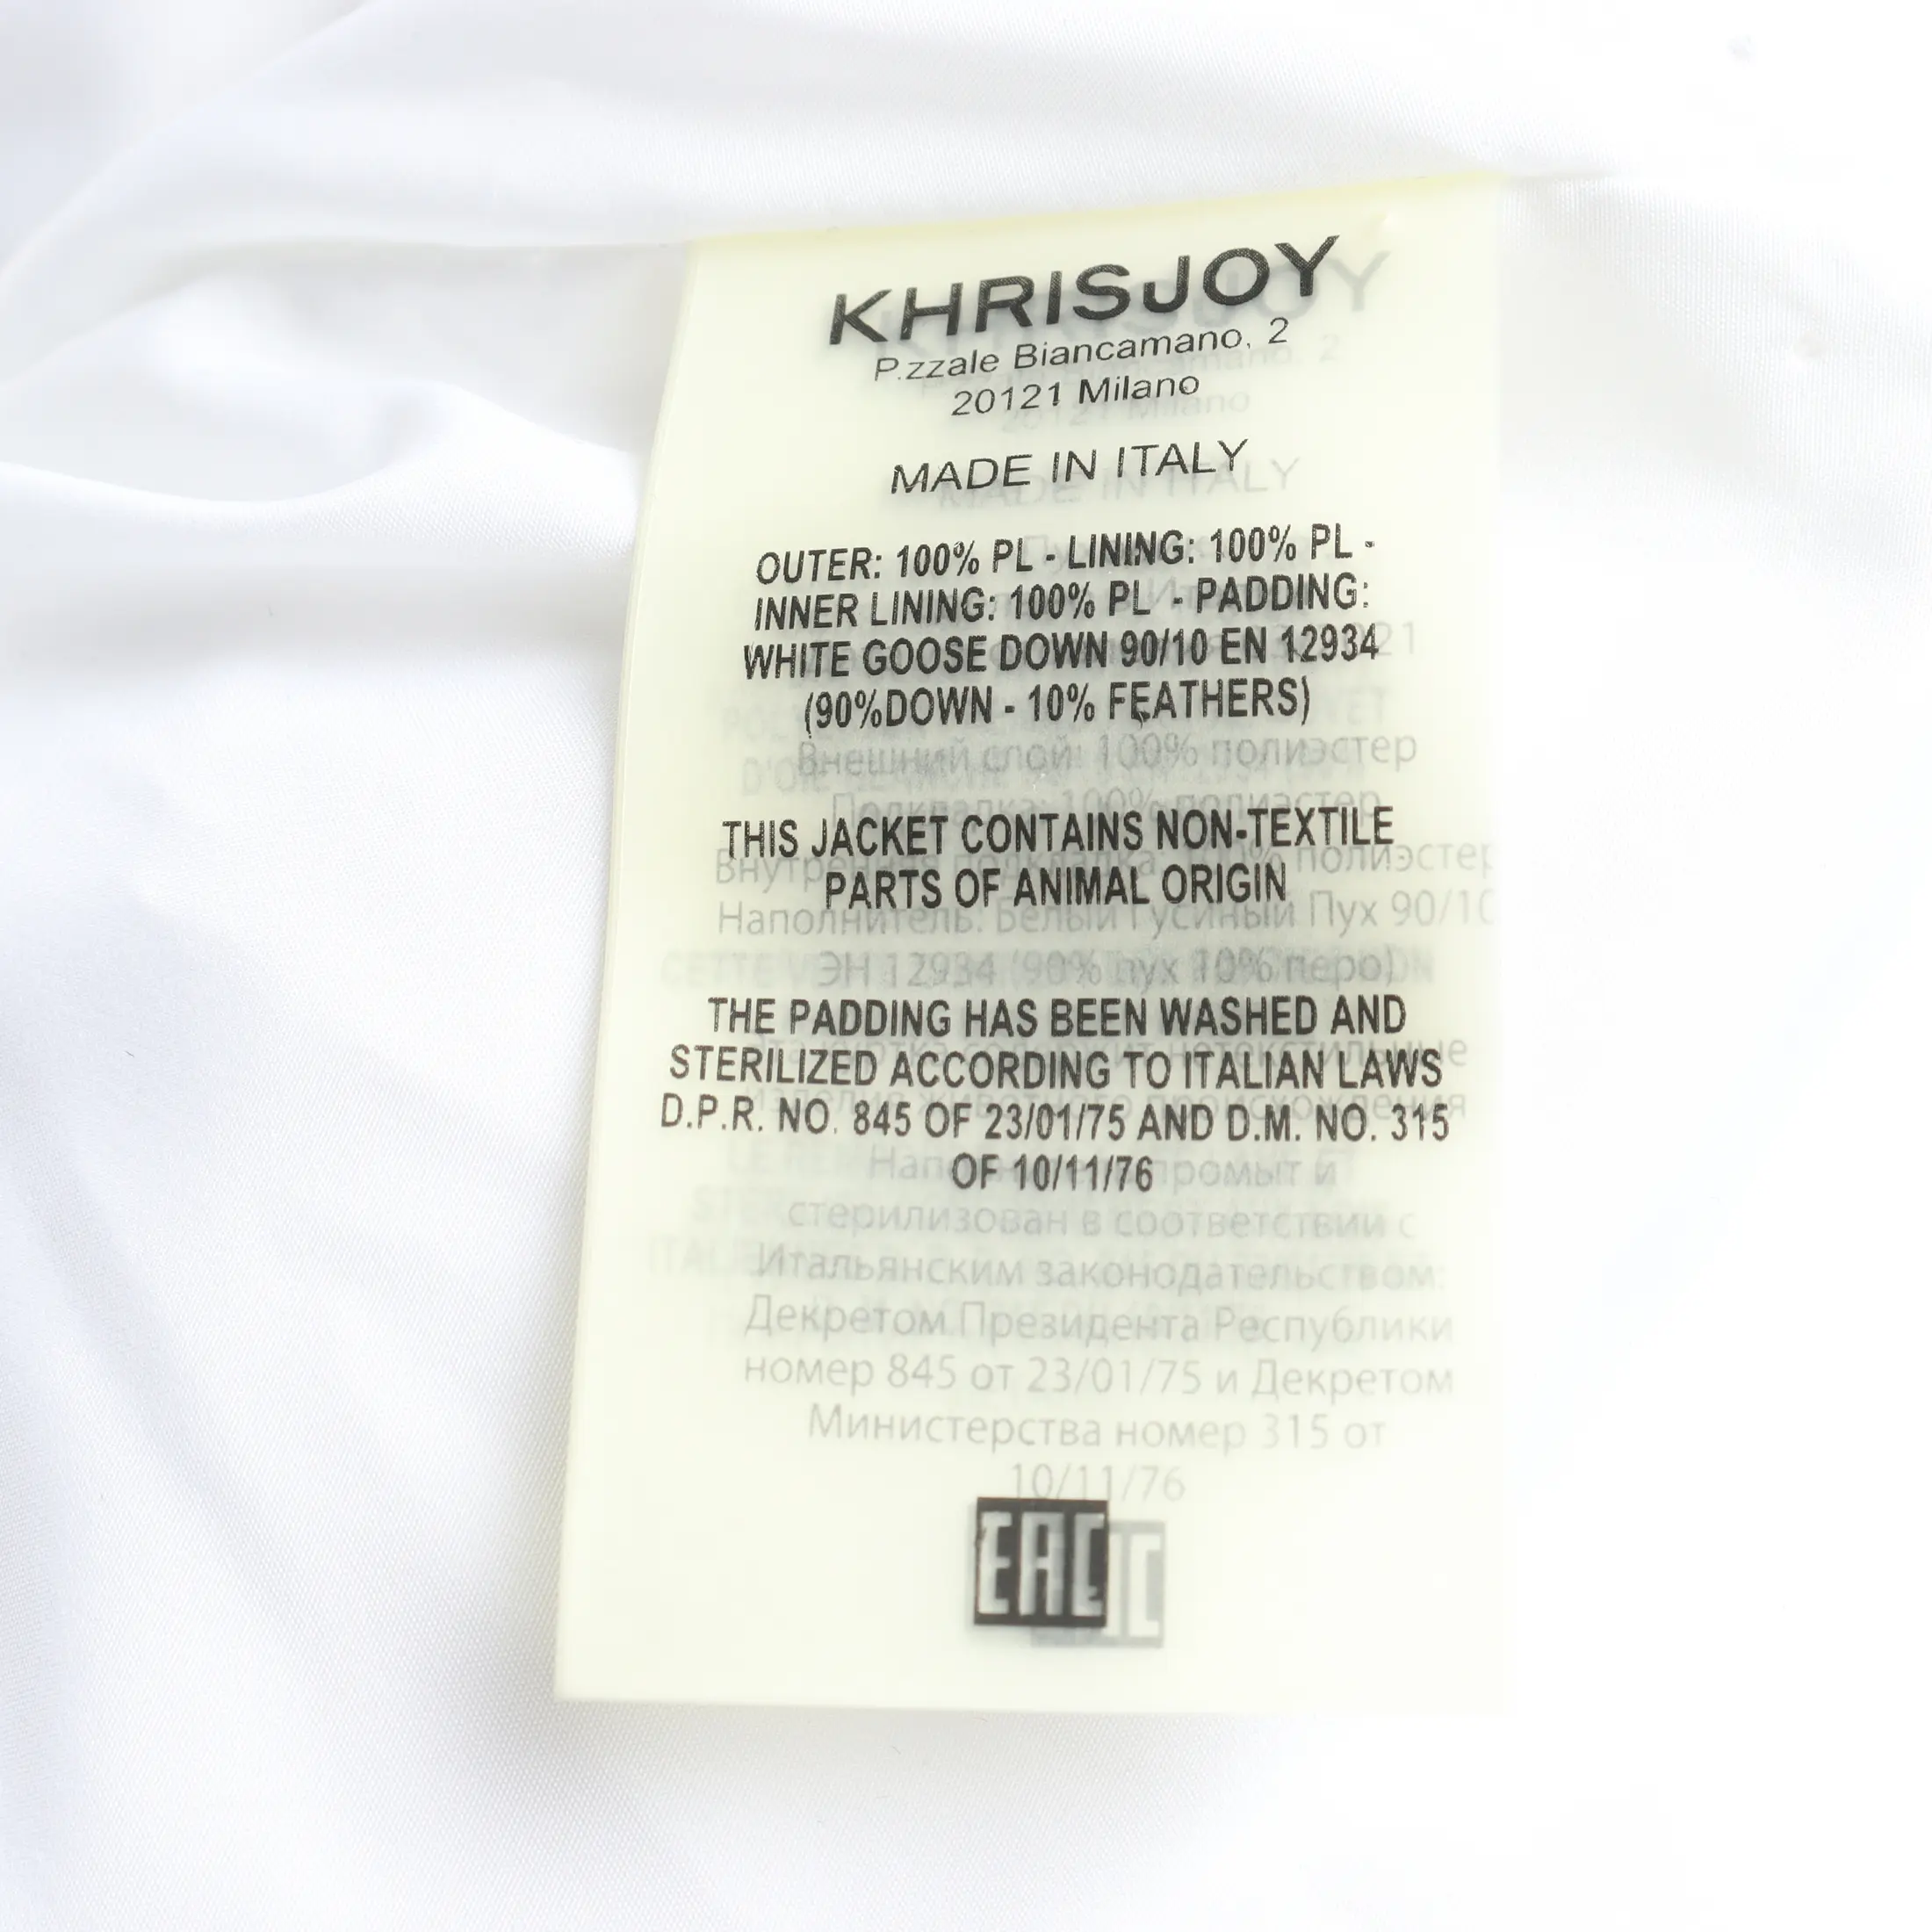 KHRISJOY
P.zzale Biancamano, 2
20121 Milano
MADE IN ITALY
OUTER: 100% PL - LINING: 100% PL -
INNER LINING: 100% PL - PADDING:
WHITE GOOSE DOWN 90/10 EN 12934
(90%DOWN - 10% FEATHERS)
Внешний слой: 100% полиэстер
Подкладка: 100% полиэстер
THIS JACKET CONTAINS NON-TEXTILE
Внутренняя подкладка: 100% полиэстер
PARTS OF ANIMAL ORIGIN
Наполнитель: Белый Гусиный Пух 90/10
ЭН 12934 (90% пух 10% перо)
THE PADDING HAS BEEN WASHED AND
STERILIZED ACCORDING TO ITALIAN LAWS
D.P.R. NO. 845 OF 23/01/75 AND D.M. NO. 315
OF 10/11/76
промыт и
стерилизован в соответствии с
Итальянским законодательством:
Декретом Президента Республики
номер 845 от 23/01/75 и Декретом
Министерства номер 315 от
10/11/76
EAC